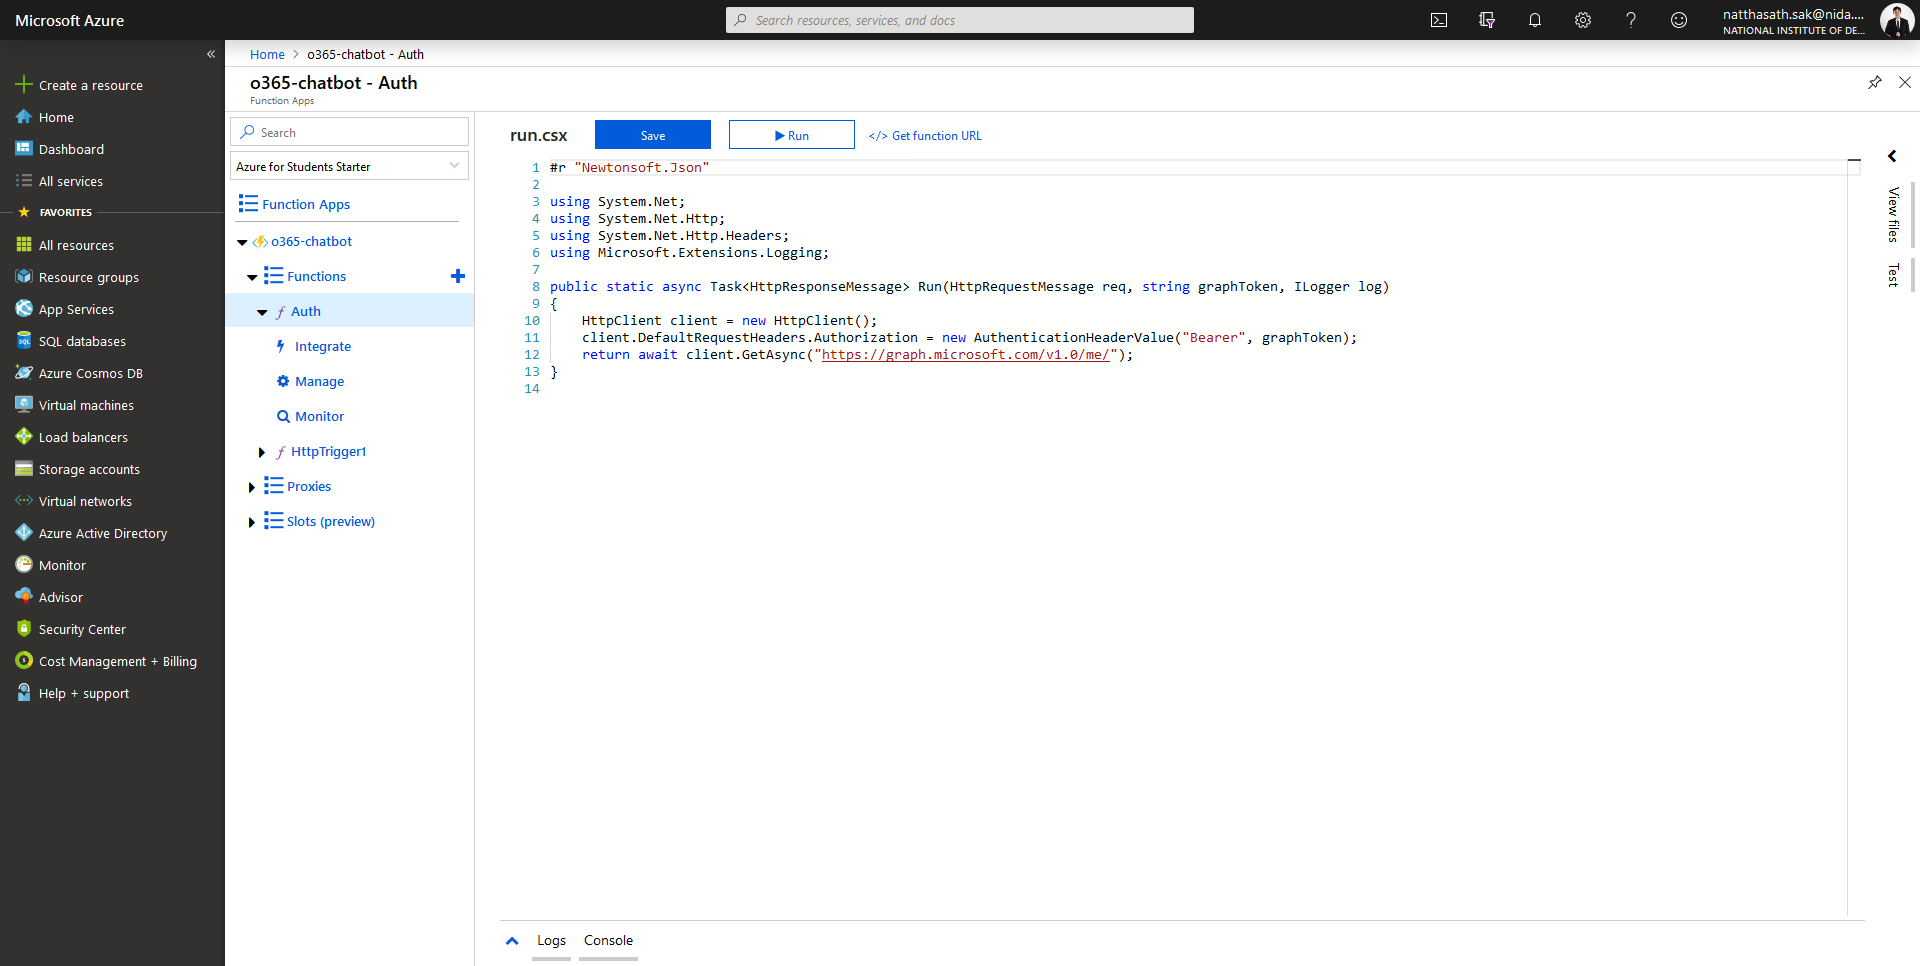 Microsoft Azure
Search resources, services, and docs
natthasath.sak@nida....
NATIONAL INSTITUTE OF DE...
«
Create a resource
Home
Dashboard
All services
FAVORITES
All resources
Resource groups
App Services
SQL databases
Azure Cosmos DB
Virtual machines
Load balancers
Storage accounts
Virtual networks
Azure Active Directory
Monitor
Advisor
Security Center
Cost Management + Billing
Help + support
Home > o365-chatbot - Auth
o365-chatbot - Auth
Function Apps
Search
Azure for Students Starter
Function Apps
o365-chatbot
Functions
Auth
Integrate
Manage
Monitor
HttpTrigger1
Proxies
Slots (preview)
run.csx
Save
Run
</> Get function URL
1 #r "Newtonsoft.Json"
2
3 using System.Net;
4 using System.Net.Http;
5 using System.Net.Http.Headers;
6 using Microsoft.Extensions.Logging;
7
8 public static async Task<HttpResponseMessage> Run(HttpRequestMessage req, string graphToken, ILogger log)
9 {
10 HttpClient client = new HttpClient();
11 client.DefaultRequestHeaders.Authorization = new AuthenticationHeaderValue("Bearer", graphToken);
12 return await client.GetAsync("https://graph.microsoft.com/v1.0/me/");
13 }
14
View files
Test
Logs
Console